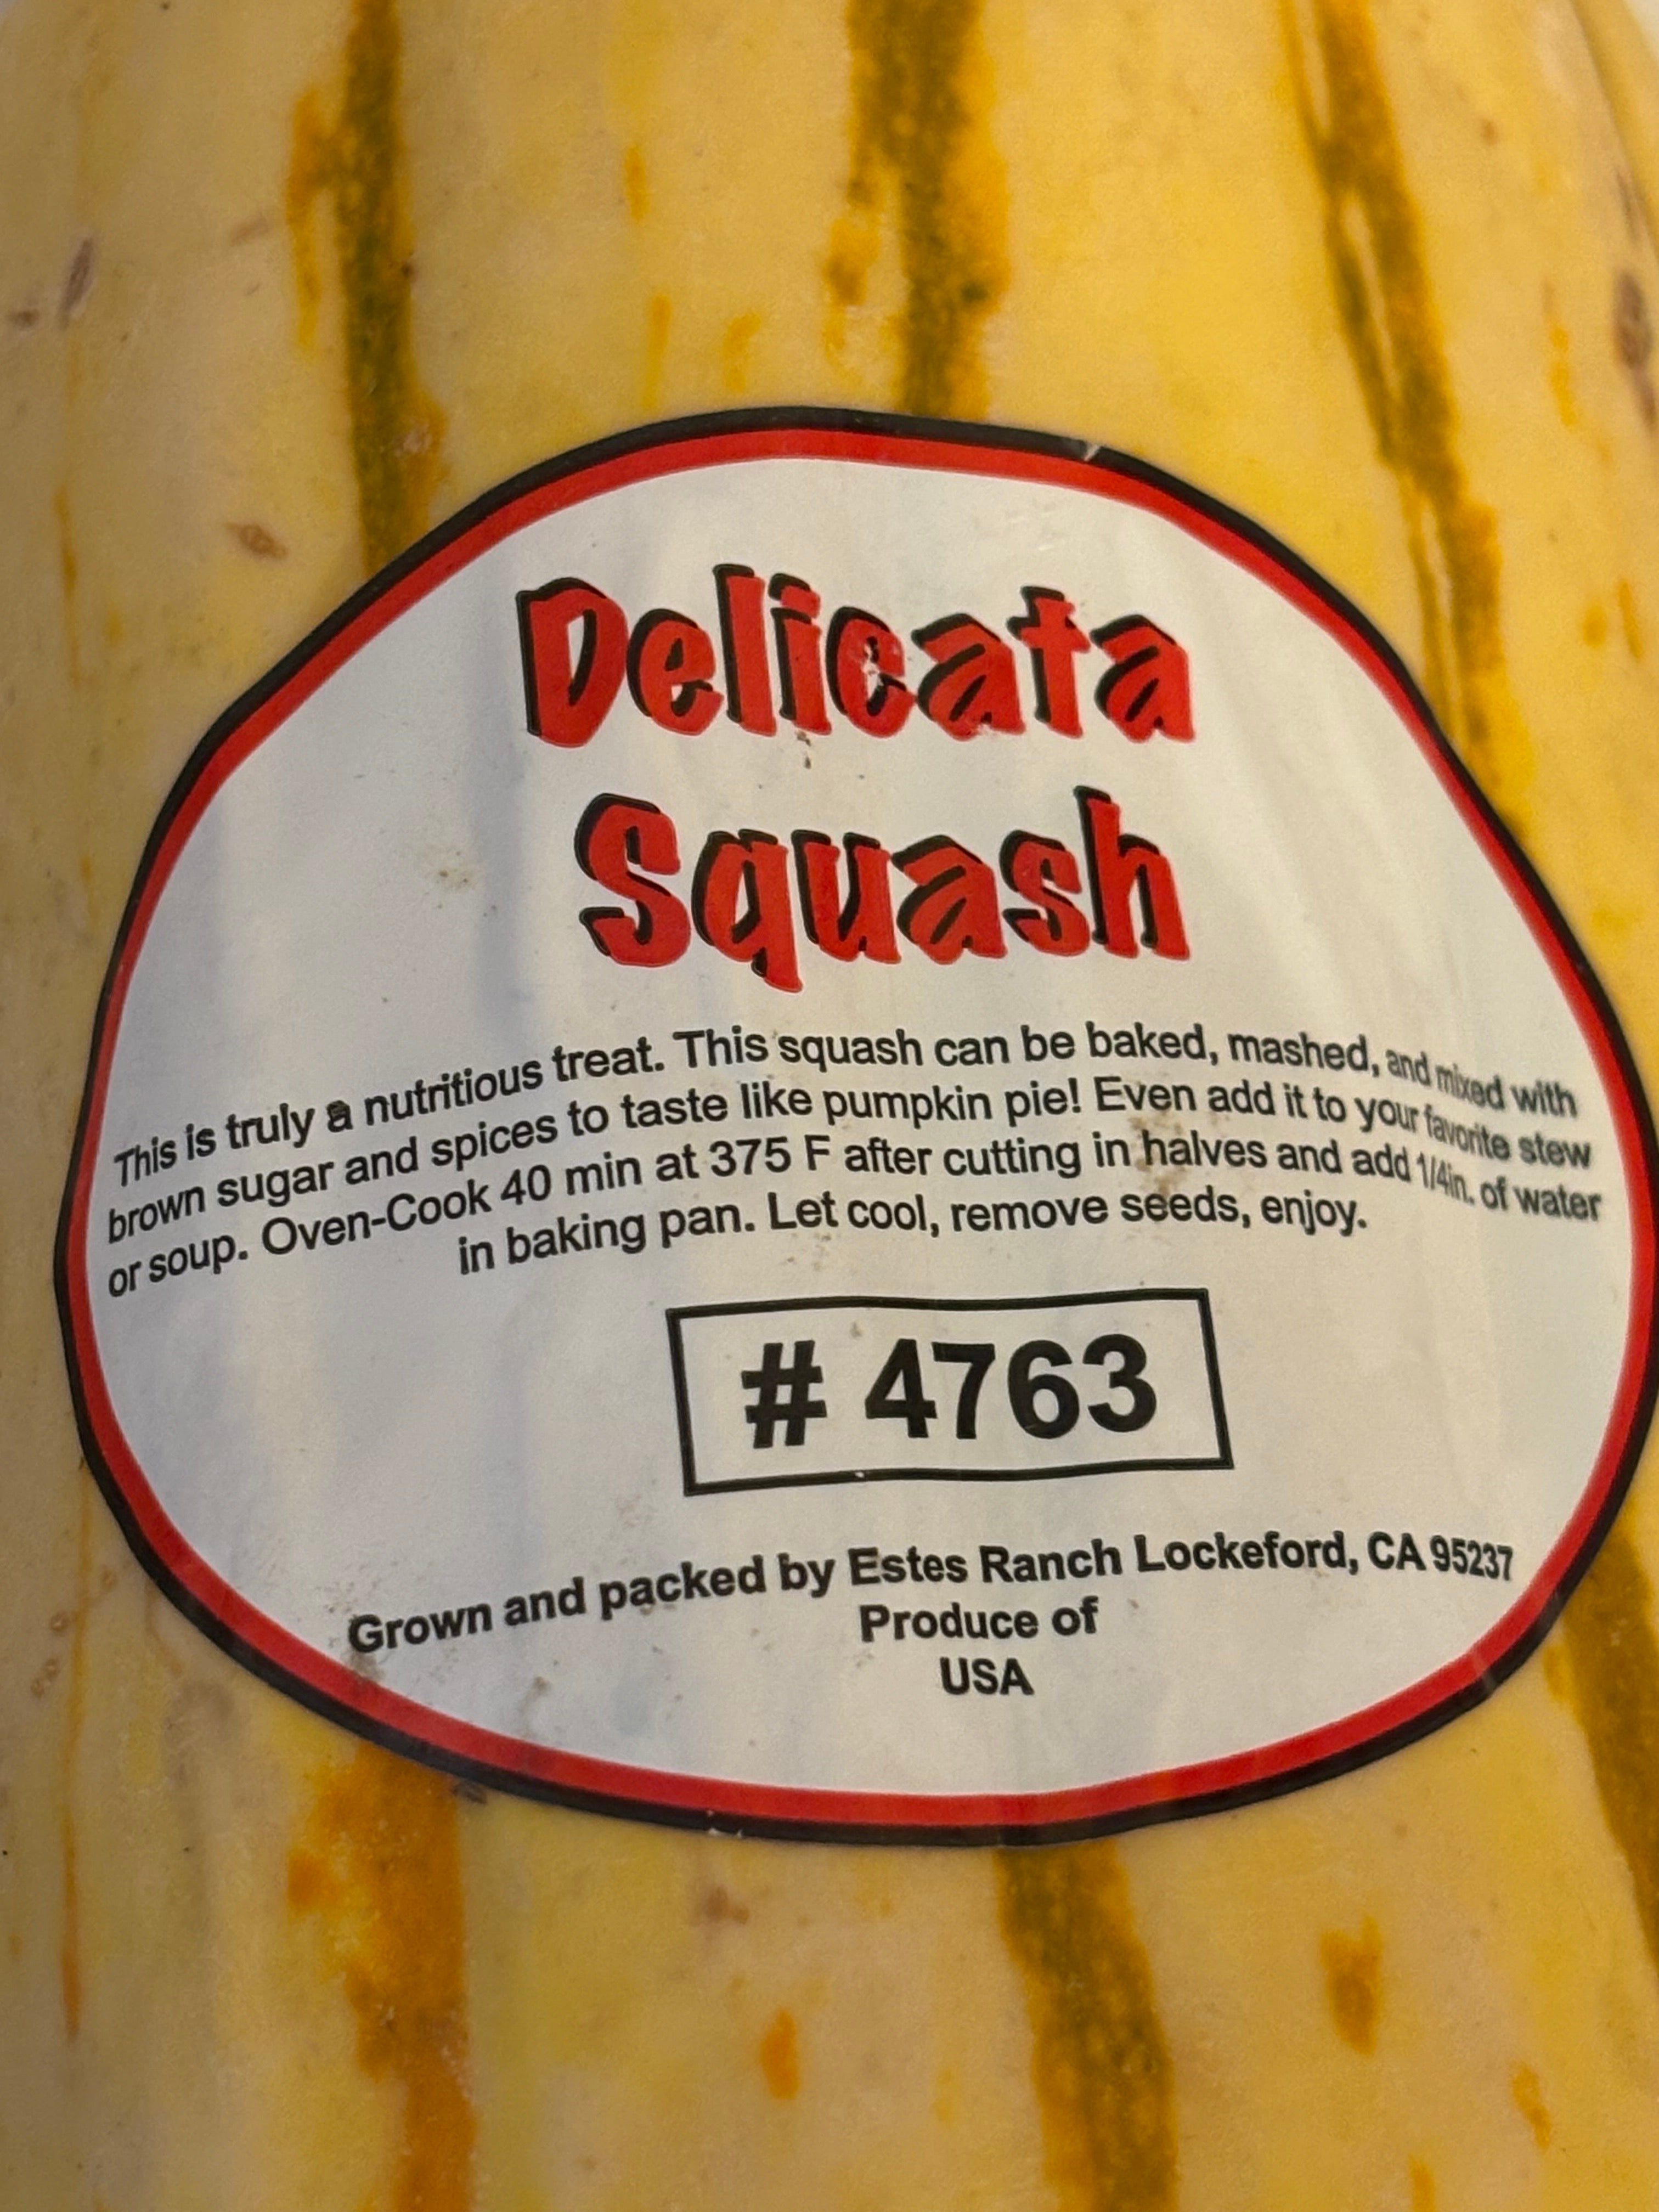 Delicata
Squash
This is truly a nutritious treat. This squash can be baked, mashed, and mixed with
brown sugar and spices to taste like pumpkin pie! Even add it to your favorite stew
or soup. Oven-Cook 40 min at 375 F after cutting in halves and add 1/4in. of water
in baking pan. Let cool, remove seeds, enjoy.
# 4763
Grown and packed by Estes Ranch Lockeford, CA 95237
Produce of
USA